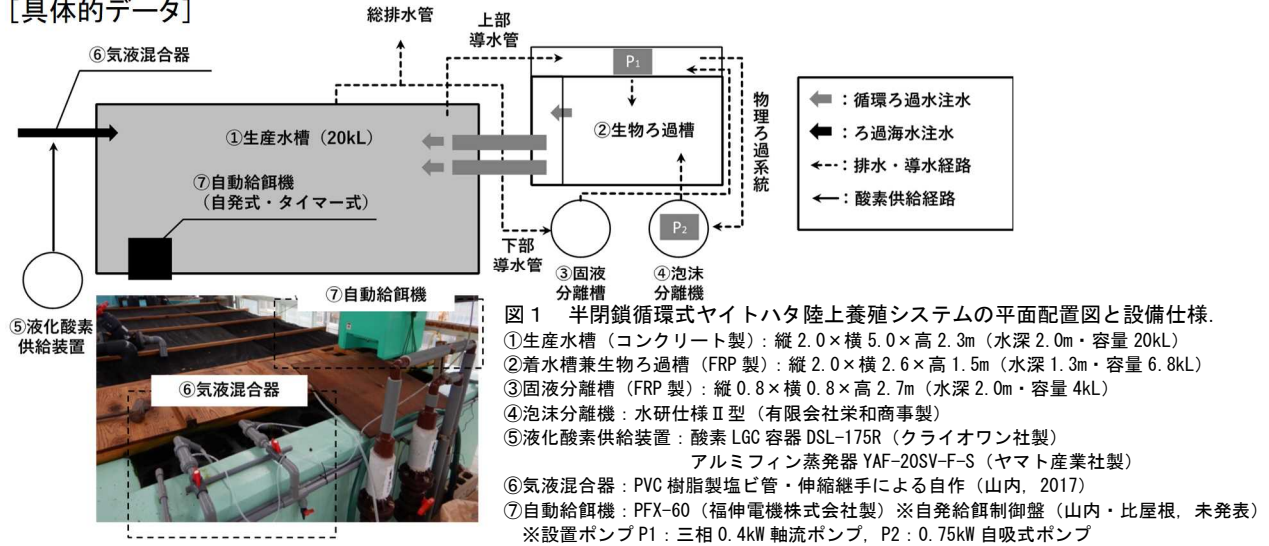 [具体的データ]
総排水管
上部
導水管
⑥気液混合器
P₁
①生産水槽（20kL）
②生物ろ過槽
物理ろ過系統
⑦自動給餌機
（自発式・タイマー式）
P₂
下部
導水管
③固液
分離槽
④泡沫
分離機
⑤液化酸素
供給装置
：循環ろ過水注水
：ろ過海水注水
：排水・導水経路
：酸素供給経路
⑦自動給餌機
⑥気液混合器
図1　半閉鎖循環式ヤイトハタ陸上養殖システムの平面配置図と設備仕様.
①生産水槽（コンクリート製）：縦 2.0×横 5.0×高 2.3m（水深 2.0m・容量 20kL）
②着水槽兼生物ろ過槽（FRP 製）：縦 2.0×横 2.6×高 1.5m（水深 1.3m・容量 6.8kL）
③固液分離槽（FRP 製）：縦 0.8×横 0.8×高 2.7m（水深 2.0m・容量 4kL）
④泡沫分離機：水研仕様Ⅱ型（有限会社栄和商事製）
⑤液化酸素供給装置：酸素 LGC 容器 DSL-175R（クライオワン社製）
アルミフィン蒸発器 YAF-20SV-F-S（ヤマト産業社製）
⑥気液混合器：PVC 樹脂製塩ビ管・伸縮継手による自作（山内, 2017）
⑦自動給餌機：PFX-60（福伸電機株式会社製）※自発給餌制御盤（山内・比屋根, 未発表）
※設置ポンプ P1：三相 0.4kW 軸流ポンプ, P2：0.75kW 自吸式ポンプ